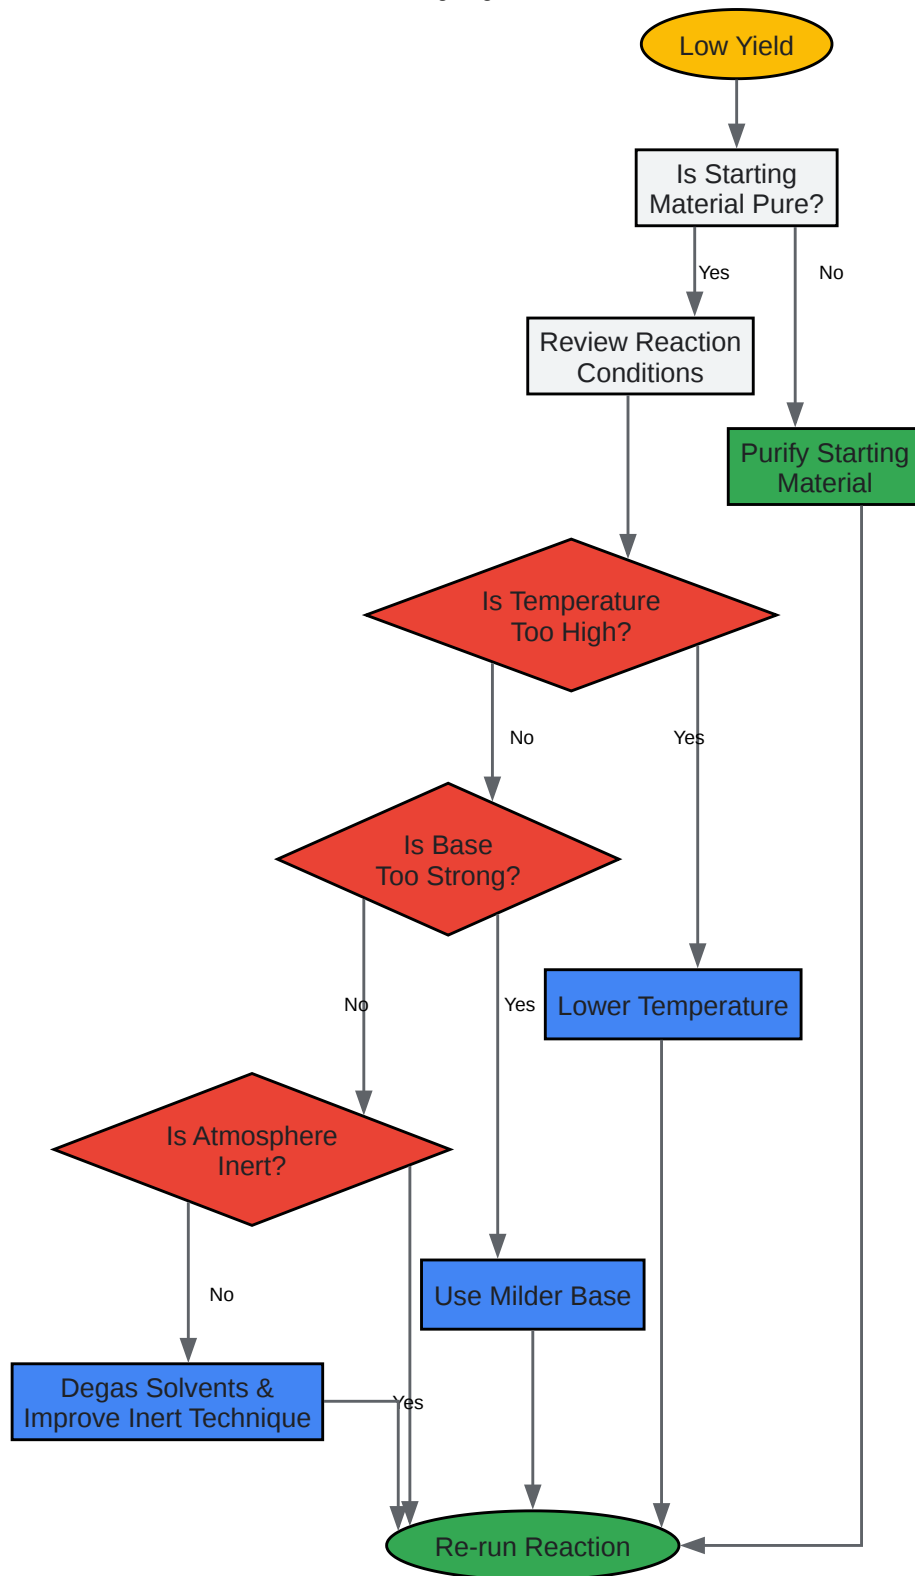 Low Yield
Is Starting
Material Pure?
Yes
No
Review Reaction
Conditions
Purify Starting
Material
Is Temperature
Too High?
No
Yes
Is Base
Too Strong?
No
Yes
Lower Temperature
Is Atmosphere
Inert?
No
Use Milder Base
Degas Solvents &
Improve Inert Technique
Yes
Re-run Reaction